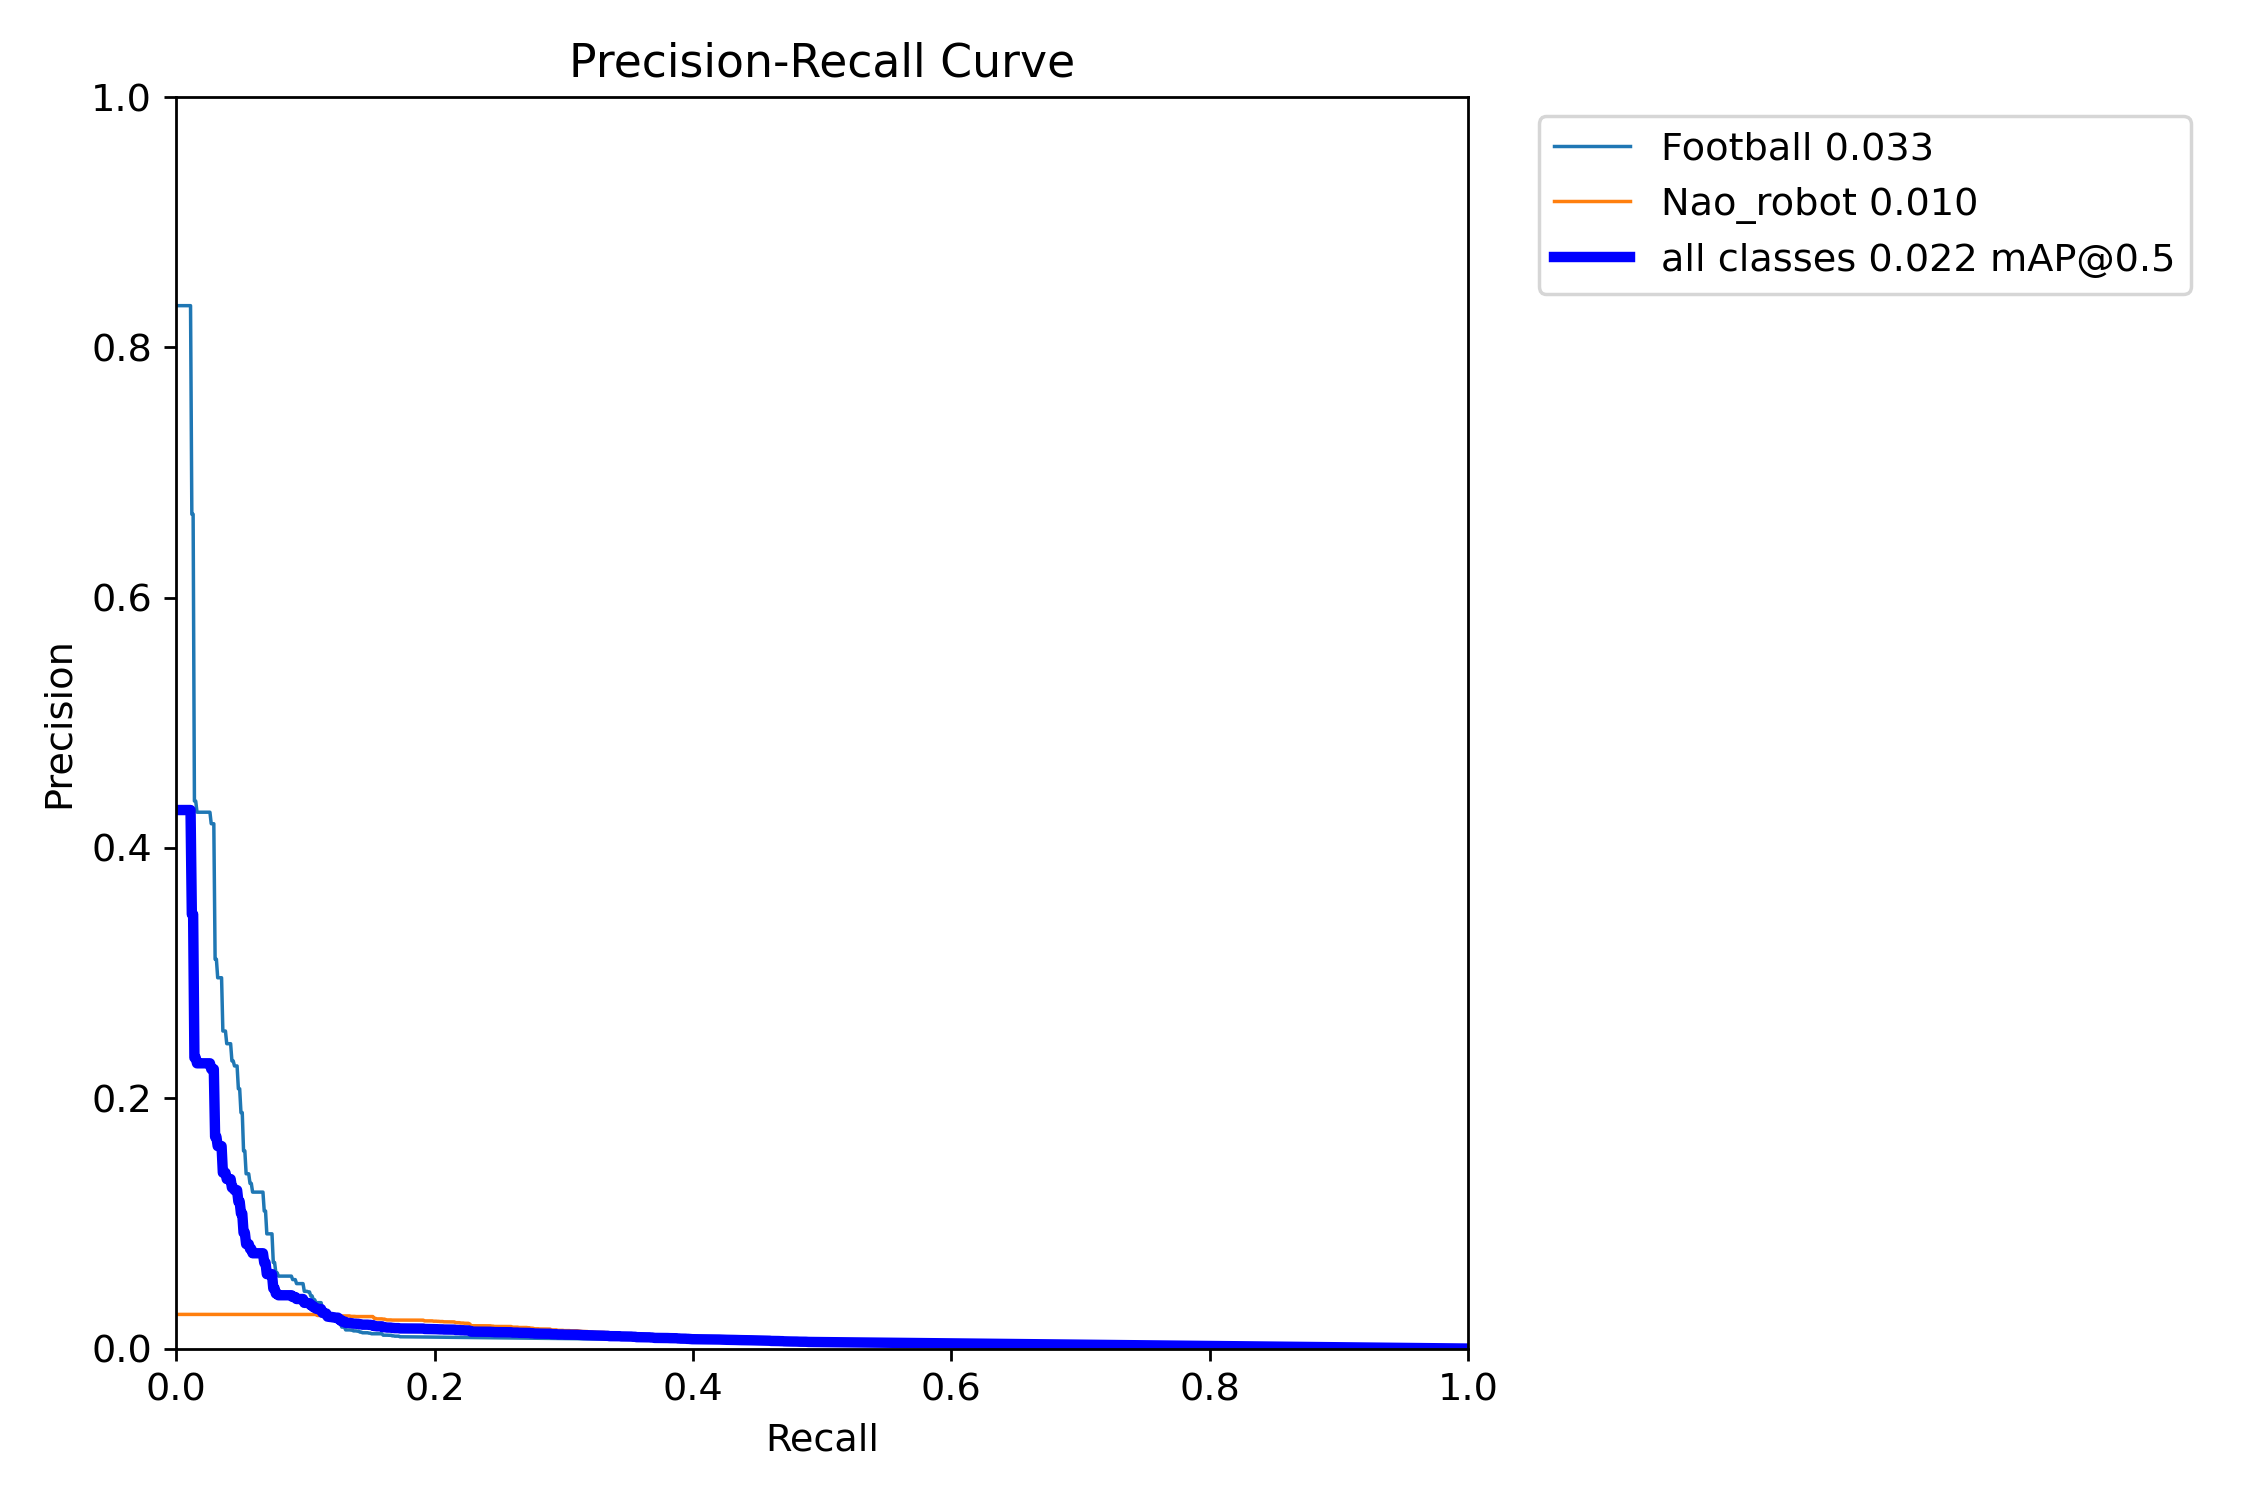 Precision-Recall Curve
1.0
0.8
0.6
0.4
0.2
0.0
Precision
0.0 0.2 0.4 0.6 0.8 1.0
Recall
Football 0.033
Nao_robot 0.010
all classes 0.022 mAP@0.5